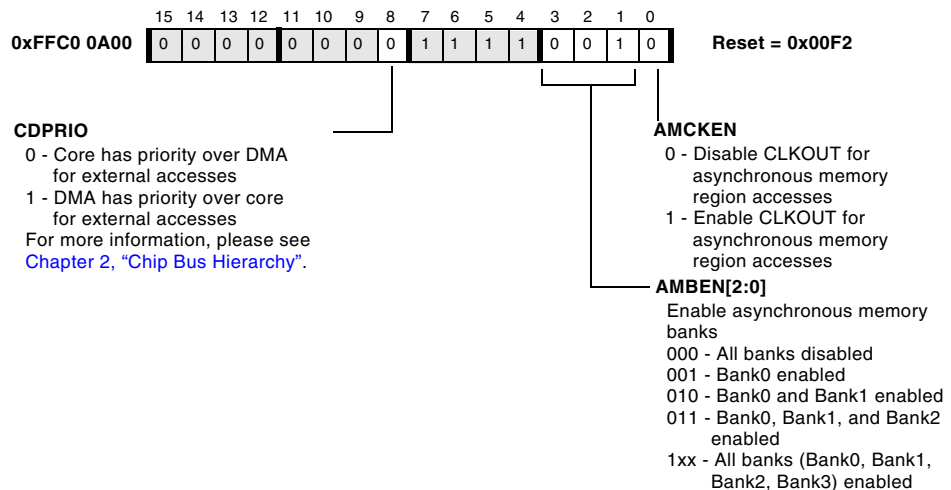 15 14 13 12 11 10 9 8 7 6 5 4 3 2 1 0
0xFFC0 0A00 0 0 0 0 0 0 0 0 1 1 1 1 0 0 1 0 Reset = 0x00F2
CDPRIO
0 - Core has priority over DMA
for external accesses
1 - DMA has priority over core
for external accesses
For more information, please see
Chapter 2, “Chip Bus Hierarchy”.
AMCKEN
0 - Disable CLKOUT for
asynchronous memory
region accesses
1 - Enable CLKOUT for
asynchronous memory
region accesses
AMBEN[2:0]
Enable asynchronous memory
banks
000 - All banks disabled
001 - Bank0 enabled
010 - Bank0 and Bank1 enabled
011 - Bank0, Bank1, and Bank2
enabled
1xx - All banks (Bank0, Bank1,
Bank2, Bank3) enabled